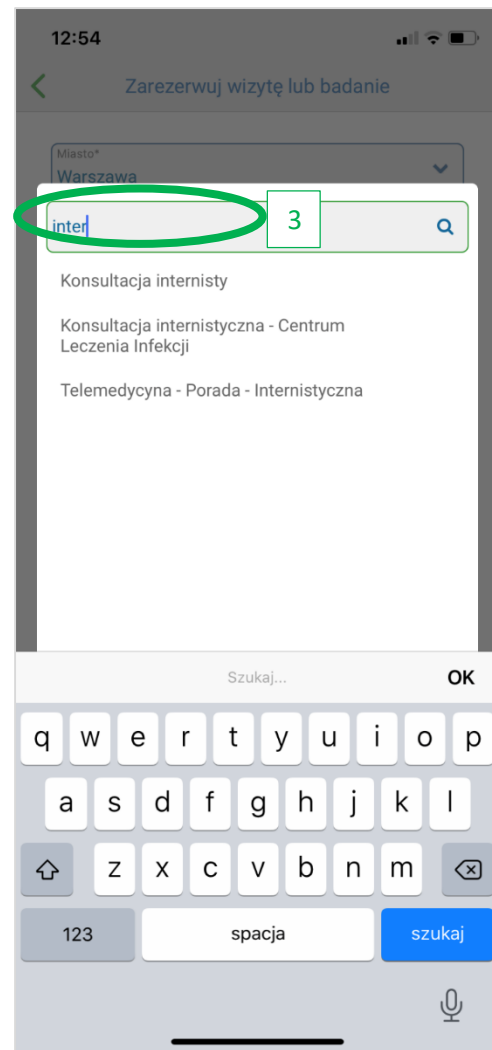 12:54
Zarezerwuj wizytę lub badanie
Miasto*
Warszawa
inter
3
Konsultacja internisty
Konsultacja internistyczna - Centrum
Leczenia Infekcji
Telemedycyna - Porada - Internistyczna
Szukaj...
OK
q w e r t y u i o p
a s d f g h j k l
z x c v b n m
123 spacja szukaj